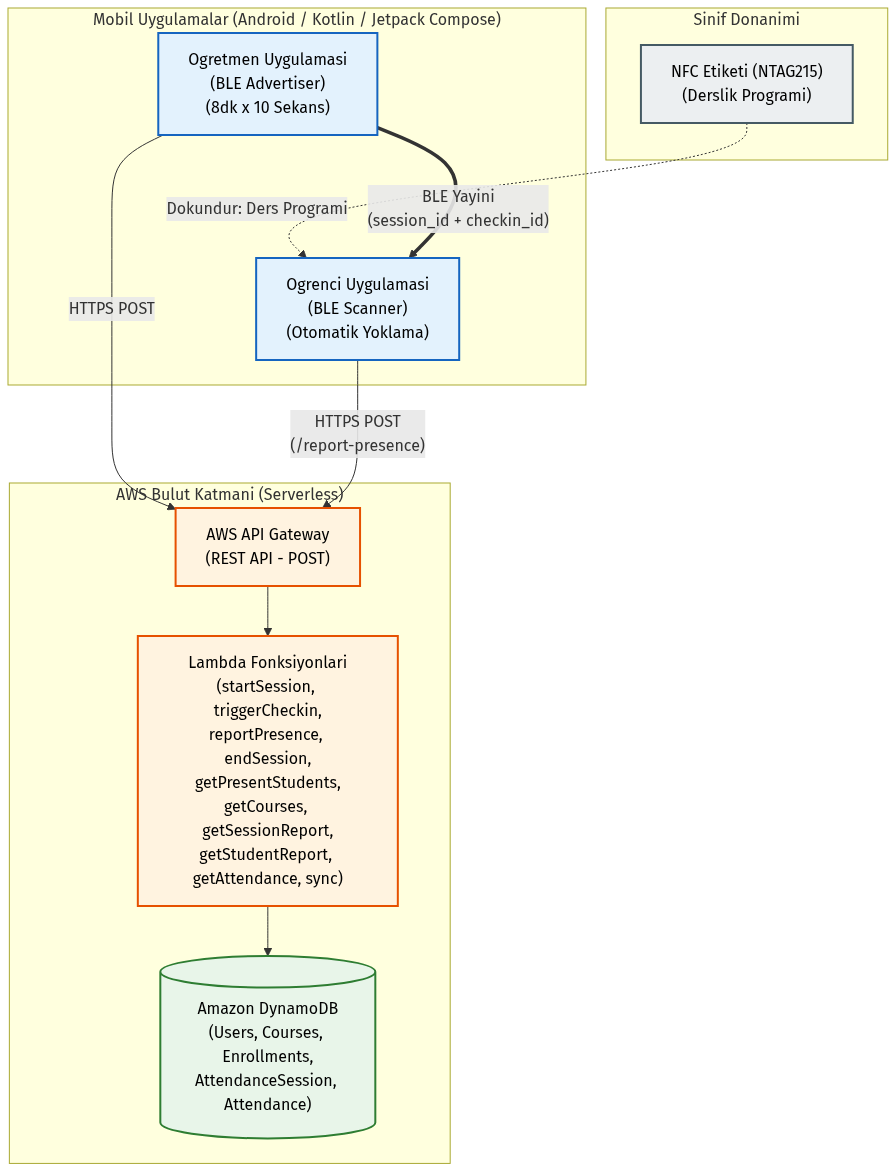 Mobil Uygulamalar (Android / Kotlin / Jetpack Compose)
Sinif Donanimi
Ogretmen Uygulamasi
(BLE Advertiser)
(8dk x 10 Sekans)
NFC Etiketi (NTAG215)
(Derslik Programi)
Dokundur: Ders Programi
BLE Yayini
(session_id + checkin_id)
Ogrenci Uygulamasi
(BLE Scanner)
(Otomatik Yoklama)
HTTPS POST
HTTPS POST
(/report-presence)
AWS Bulut Katmani (Serverless)
AWS API Gateway
(REST API - POST)
Lambda Fonksiyonlari
(startSession,
triggerCheckin,
reportPresence,
endSession,
getPresentStudents,
getCourses,
getSessionReport,
getStudentReport,
getAttendance, sync)
Amazon DynamoDB
(Users, Courses,
Enrollments,
AttendanceSession,
Attendance)